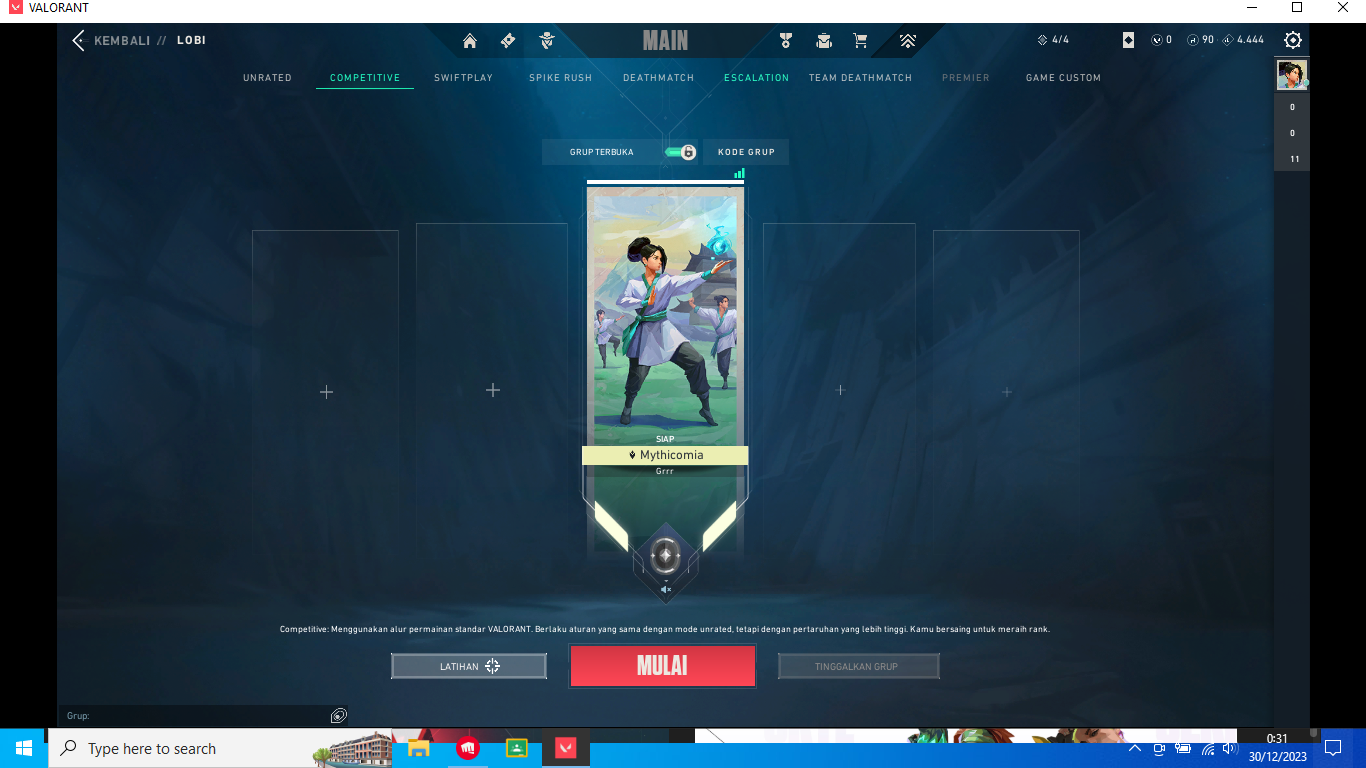 VALORANT
KEMBALI // LOBI
MAIN
4/4
0
90
4.444
UNRATED
COMPETITIVE
SWIFTPLAY
SPIKE RUSH
DEATHMATCH
ESCALATION
TEAM DEATHMATCH
PREMIER
GAME CUSTOM
0
0
11
GRUP TERBUKA
KODE GRUP
SIAP
Mythicomia
Grrr
Competitive: Menggunakan alur permainan standar VALORANT. Berlaku aturan yang sama dengan mode unrated, tetapi dengan pertaruhan yang lebih tinggi. Kamu bersaing untuk meraih rank.
LATIHAN
MULAI
TINGGALKAN GRUP
Grup:
Type here to search
0:31
30/12/2023